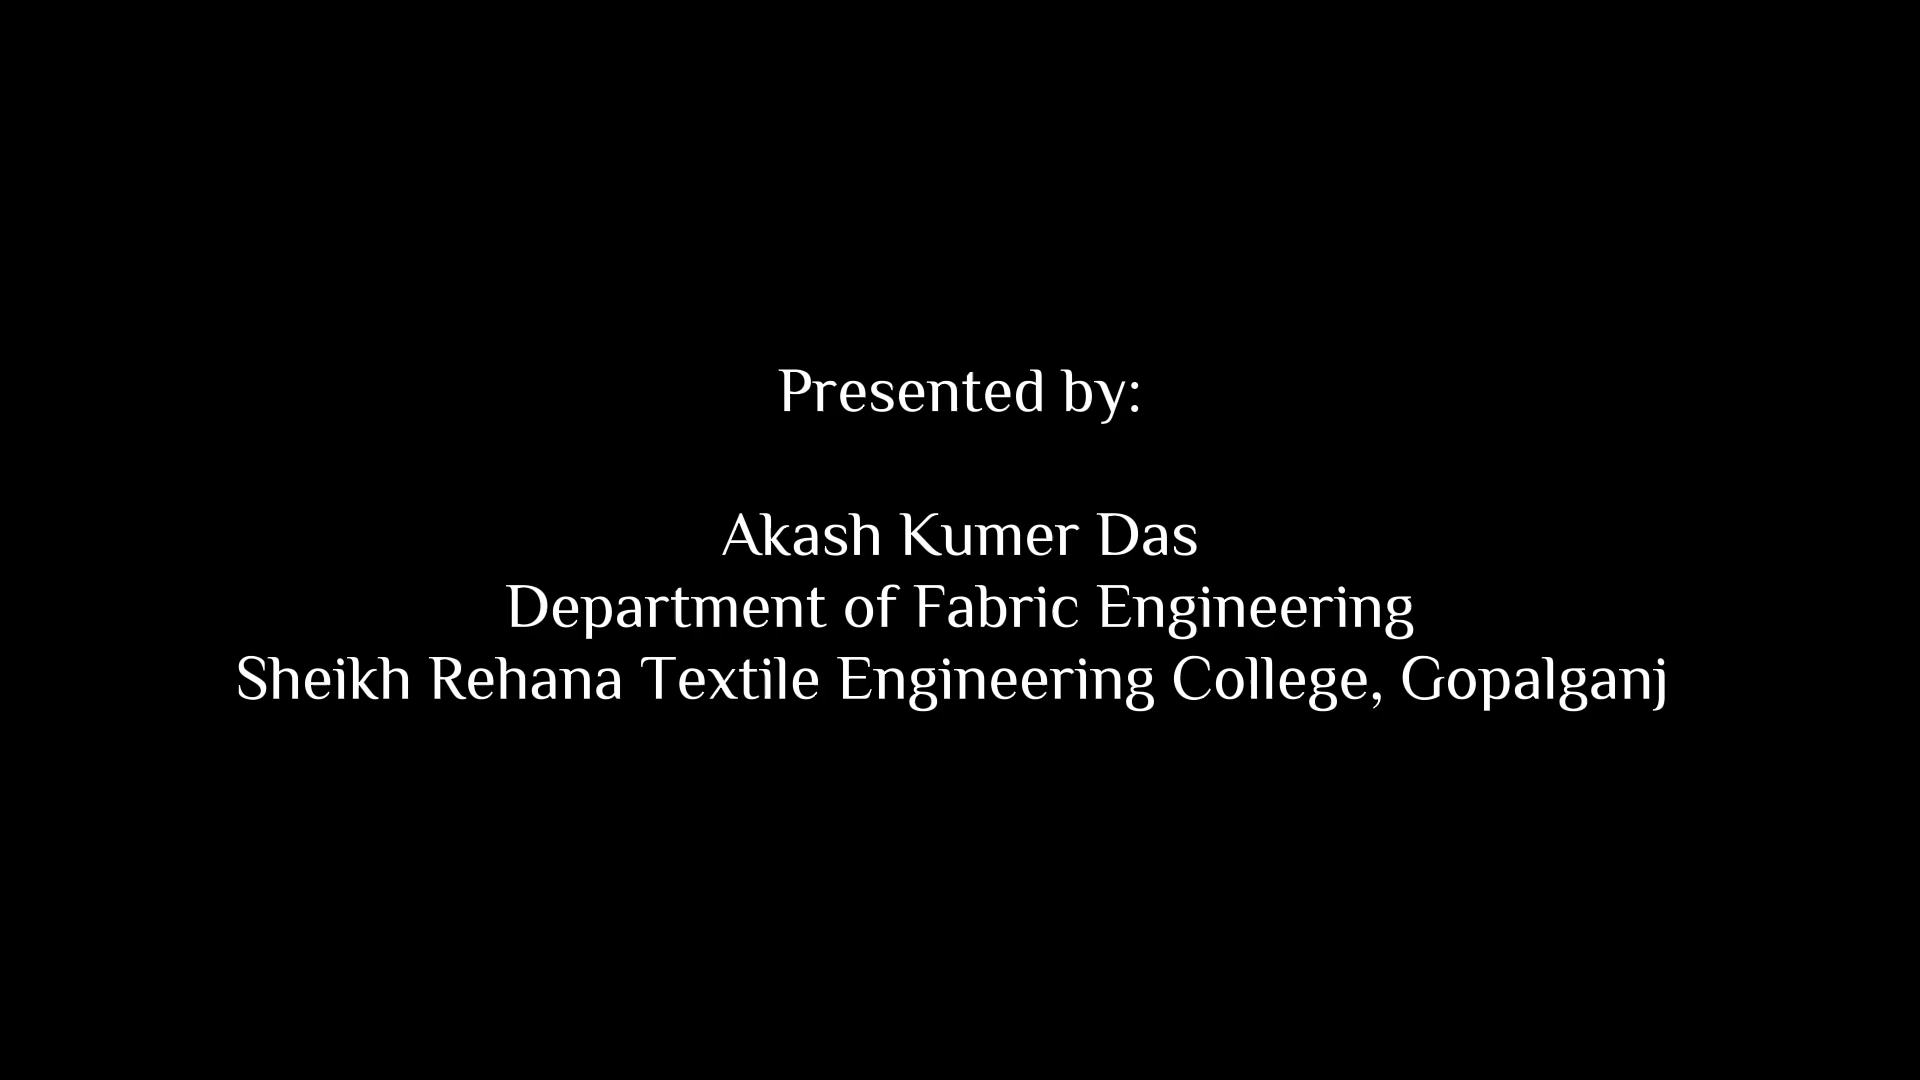 Presented by:
Akash Kumer Das
Department of Fabric Engineering
Sheikh Rehana Textile Engineering College, Gopalganj